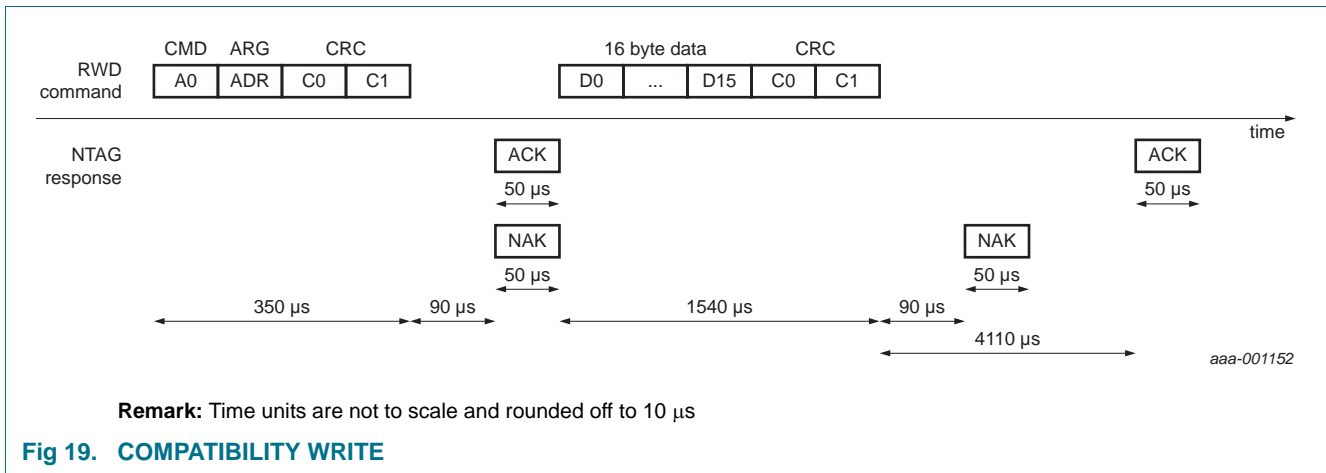 CMD ARG CRC 16 byte data CRC
RWD command A0 ADR C0 C1 D0 ... D15 C0 C1
time
NTAG response ACK ACK
50 µs 50 µs
NAK NAK
50 µs 50 µs
350 µs 90 µs 1540 µs 90 µs
4110 µs
aaa-001152
Remark: Time units are not to scale and rounded off to 10 µs
Fig 19. COMPATIBILITY WRITE